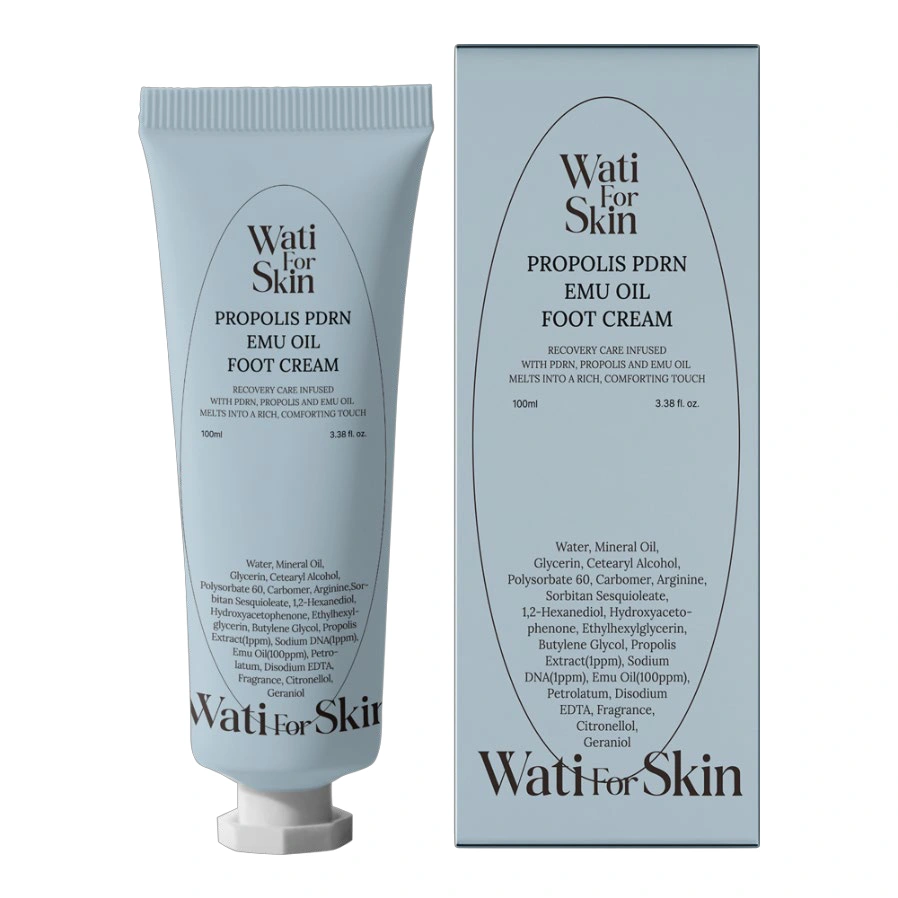 Wati
For
Skin
PROPOLIS PDRN
EMU OIL
FOOT CREAM
RECOVERY CARE INFUSED
WITH PDRN, PROPOLIS AND EMU OIL
MELTS INTO A RICH, COMFORTING TOUCH
100ml 3.38 fl. oz.
Water, Mineral Oil,
Glycerin, Cetearyl Alcohol,
Polysorbate 60, Carbomer, Arginine,Sor-
bitan Sesquioleate, 1,2-Hexanediol,
Hydroxyacetophenone, Ethylhexyl-
glycerin, Butylene Glycol, Propolis
Extract(1ppm), Sodium DNA(1ppm),
Emu Oil(100ppm), Petro-
latum, Disodium EDTA,
Fragrance, Citronellol,
Geraniol
Wati For Skin
Wati
For
Skin
PROPOLIS PDRN
EMU OIL
FOOT CREAM
RECOVERY CARE INFUSED
WITH PDRN, PROPOLIS AND EMU OIL
MELTS INTO A RICH, COMFORTING TOUCH
100ml 3.38 fl. oz.
Water, Mineral Oil,
Glycerin, Cetearyl Alcohol,
Polysorbate 60, Carbomer, Arginine,
Sorbitan Sesquioleate,
1,2-Hexanediol, Hydroxyaceto-
phenone, Ethylhexylglycerin,
Butylene Glycol, Propolis
Extract(1ppm), Sodium
DNA(1ppm), Emu Oil(100ppm),
Petrolatum, Disodium
EDTA, Fragrance,
Citronellol,
Geraniol
Wati For Skin